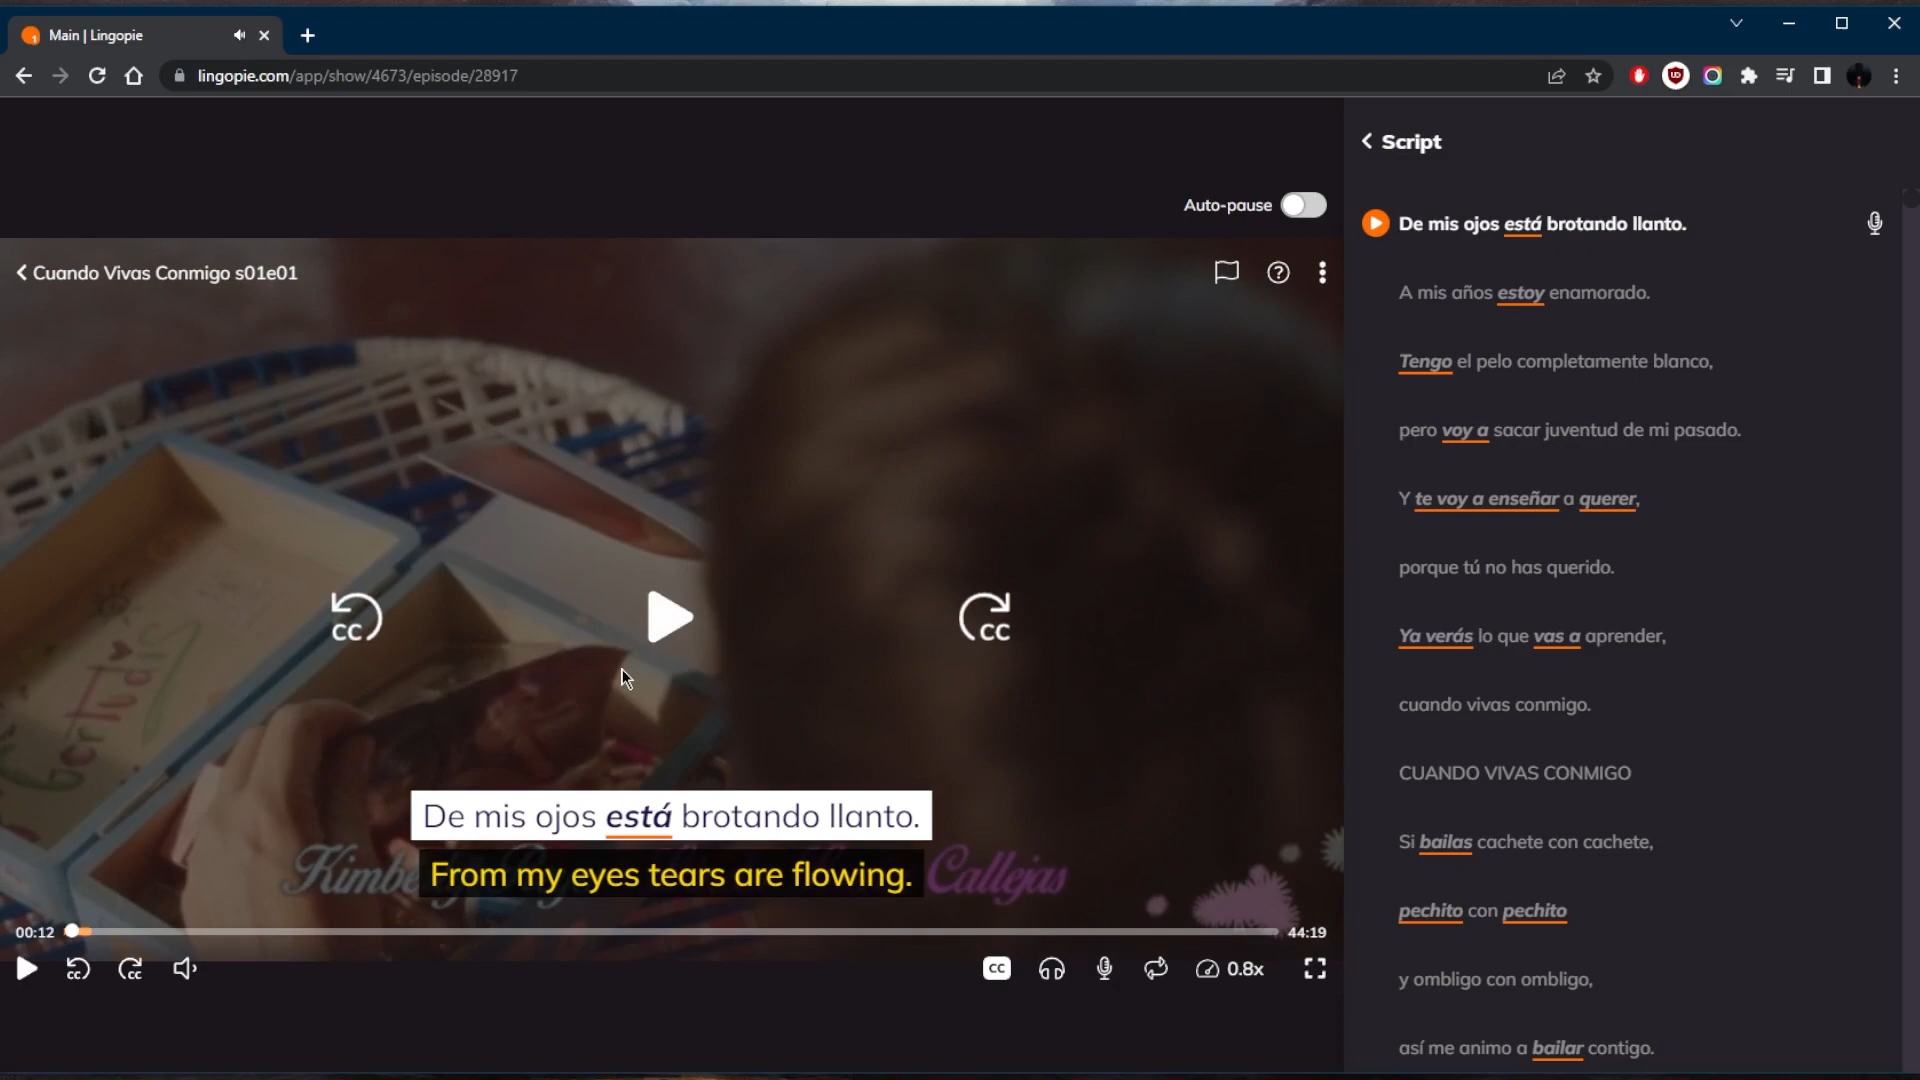 Main | Lingopie
lingopie.com/app/show/4673/episode/28917
Auto-pause
Cuando Vivas Conmigo s01e01
Gertudis
De mis ojos está brotando llanto.
From my eyes tears are flowing.
Callejas
00:12
44:19
CC
CC
CC
CC
CC
0.8x
Script
De mis ojos está brotando llanto.
A mis años estoy enamorado.
Tengo el pelo completamente blanco,
pero voy a sacar juventud de mi pasado.
Y te voy a enseñar a querer,
porque tú no has querido.
Ya verás lo que vas a aprender,
cuando vivas conmigo.
CUANDO VIVAS CONMIGO
Si bailas cachete con cachete,
pechito con pechito
y ombligo con ombligo,
así me animo a bailar contigo.